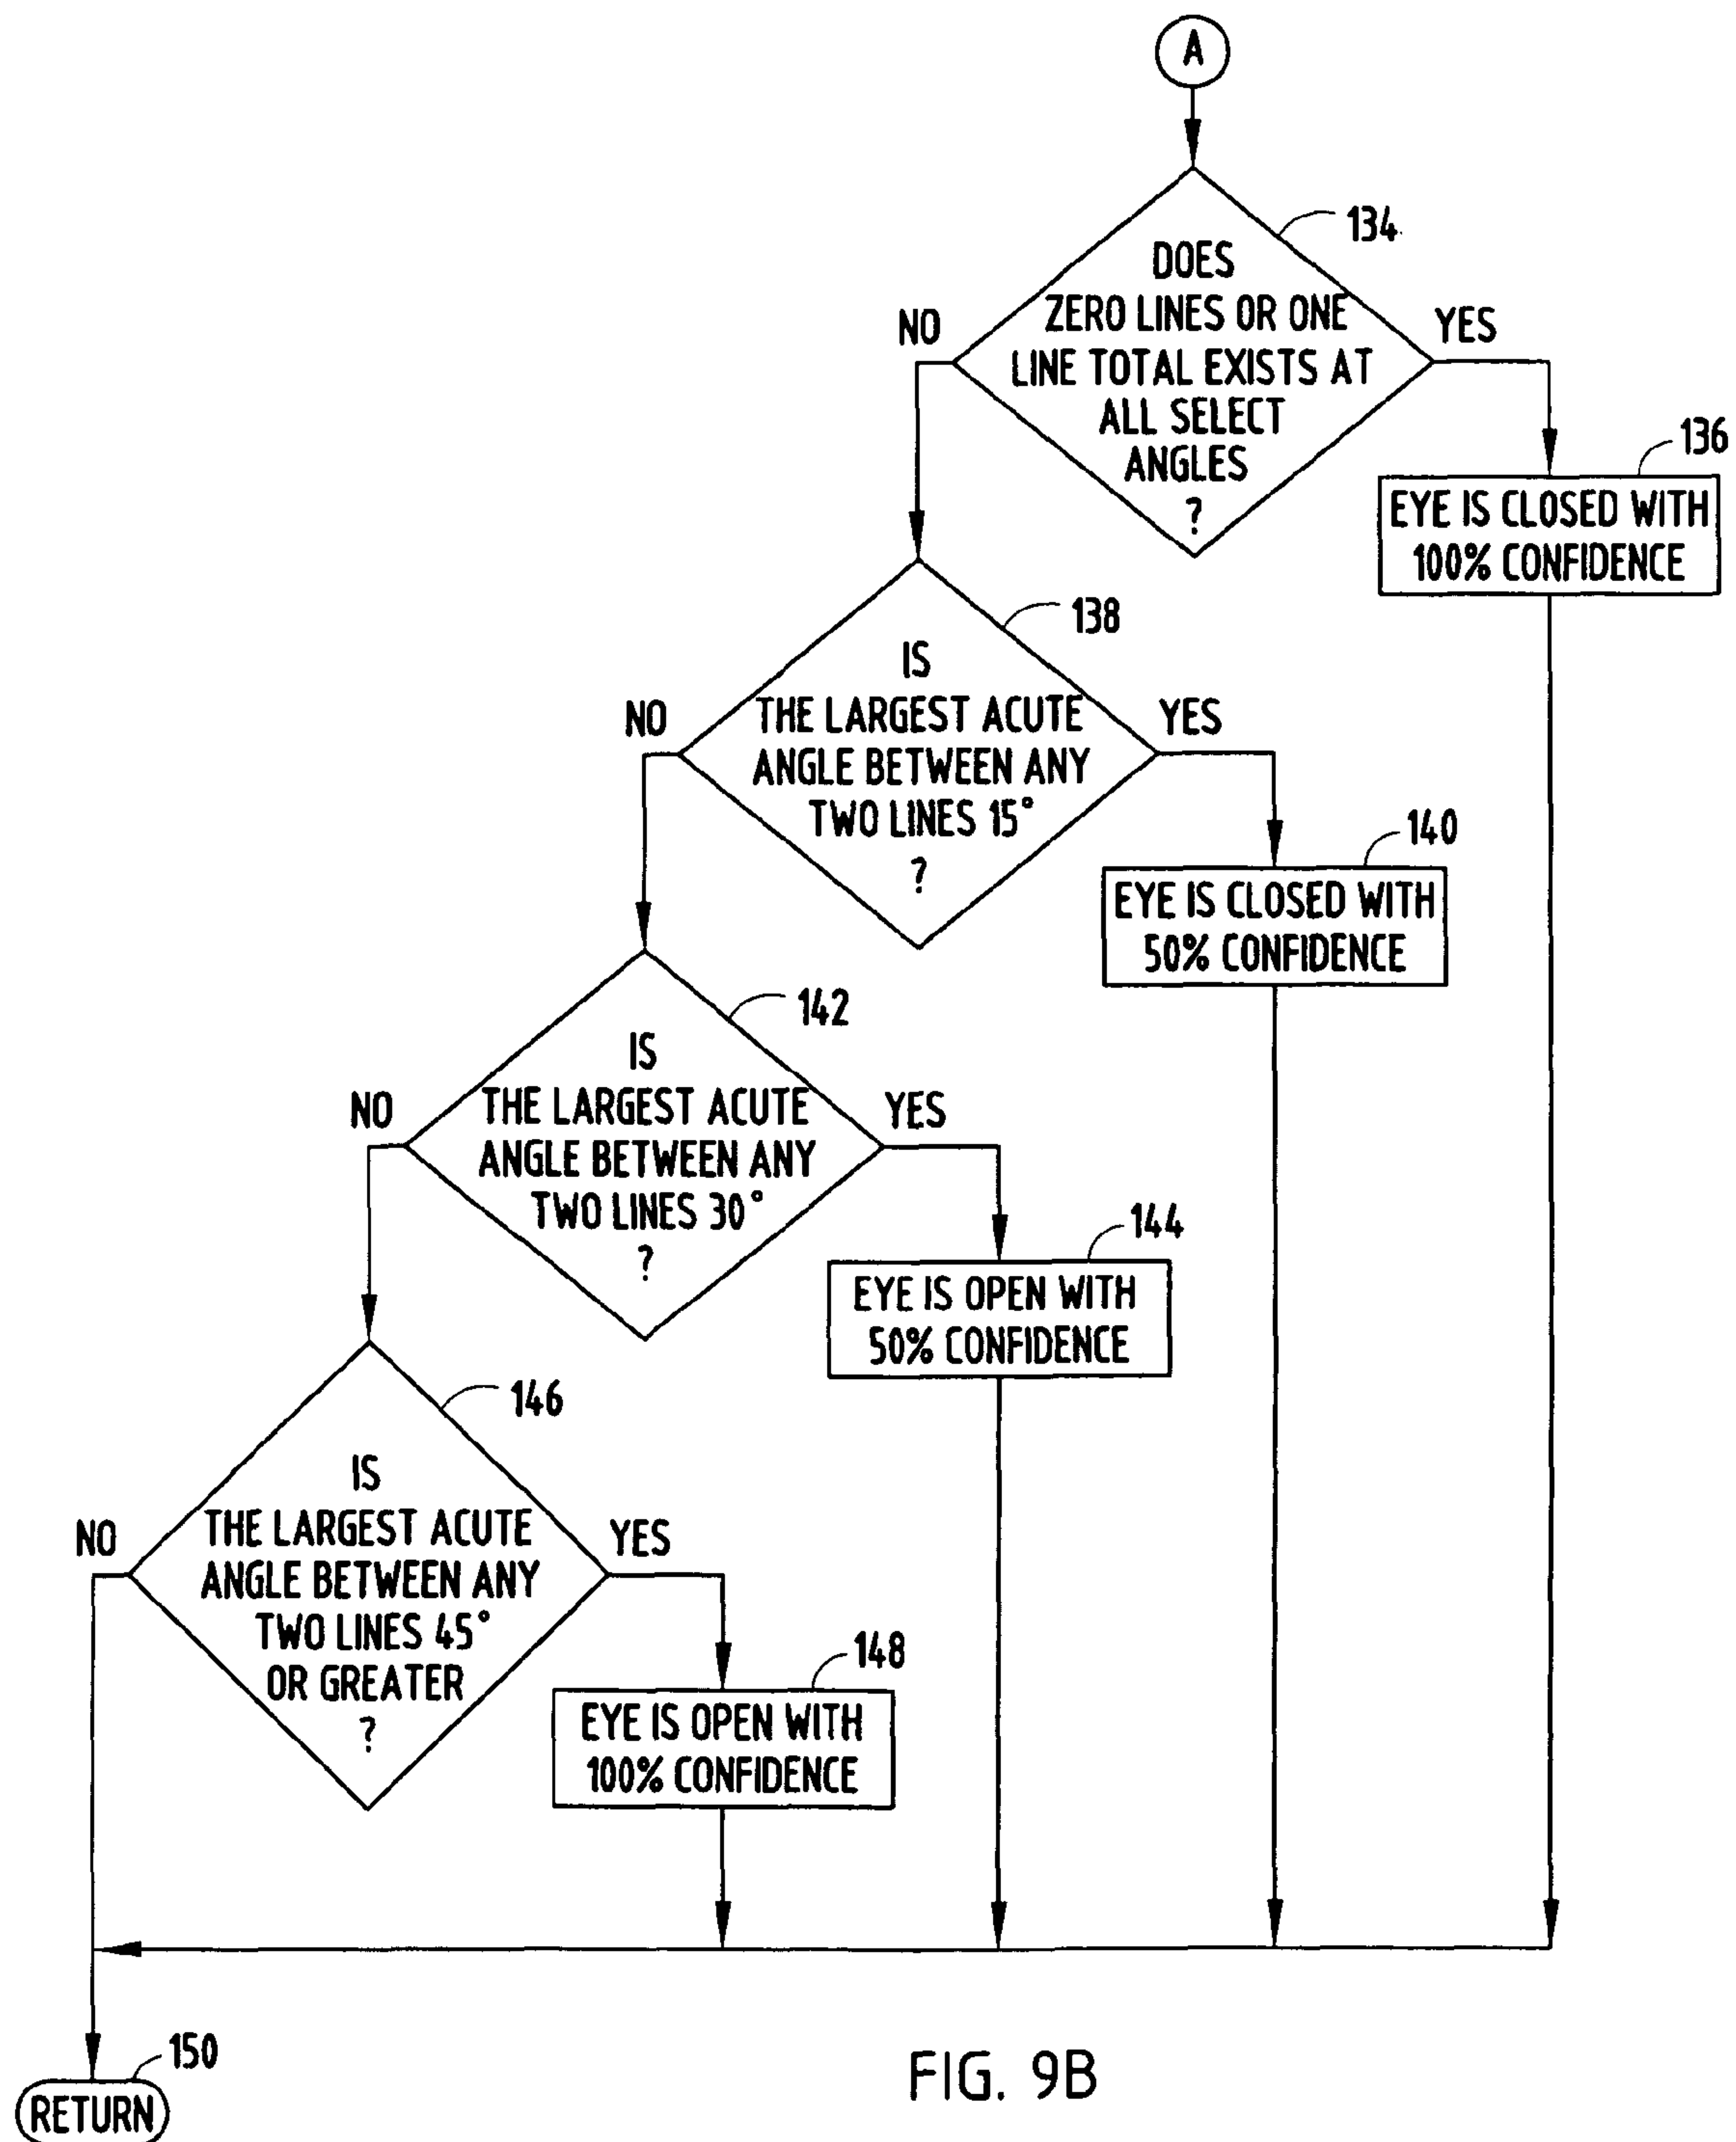 A
134
DOES
ZERO LINES OR ONE
LINE TOTAL EXISTS AT
ALL SELECT
ANGLES
?
NO
YES
136
EYE IS CLOSED WITH
100% CONFIDENCE
138
IS
THE LARGEST ACUTE
ANGLE BETWEEN ANY
TWO LINES 15°
?
NO
YES
140
EYE IS CLOSED WITH
50% CONFIDENCE
142
IS
THE LARGEST ACUTE
ANGLE BETWEEN ANY
TWO LINES 30°
?
NO
YES
144
EYE IS OPEN WITH
50% CONFIDENCE
146
IS
THE LARGEST ACUTE
ANGLE BETWEEN ANY
TWO LINES 45°
OR GREATER
?
NO
YES
148
EYE IS OPEN WITH
100% CONFIDENCE
150
RETURN
FIG. 9B